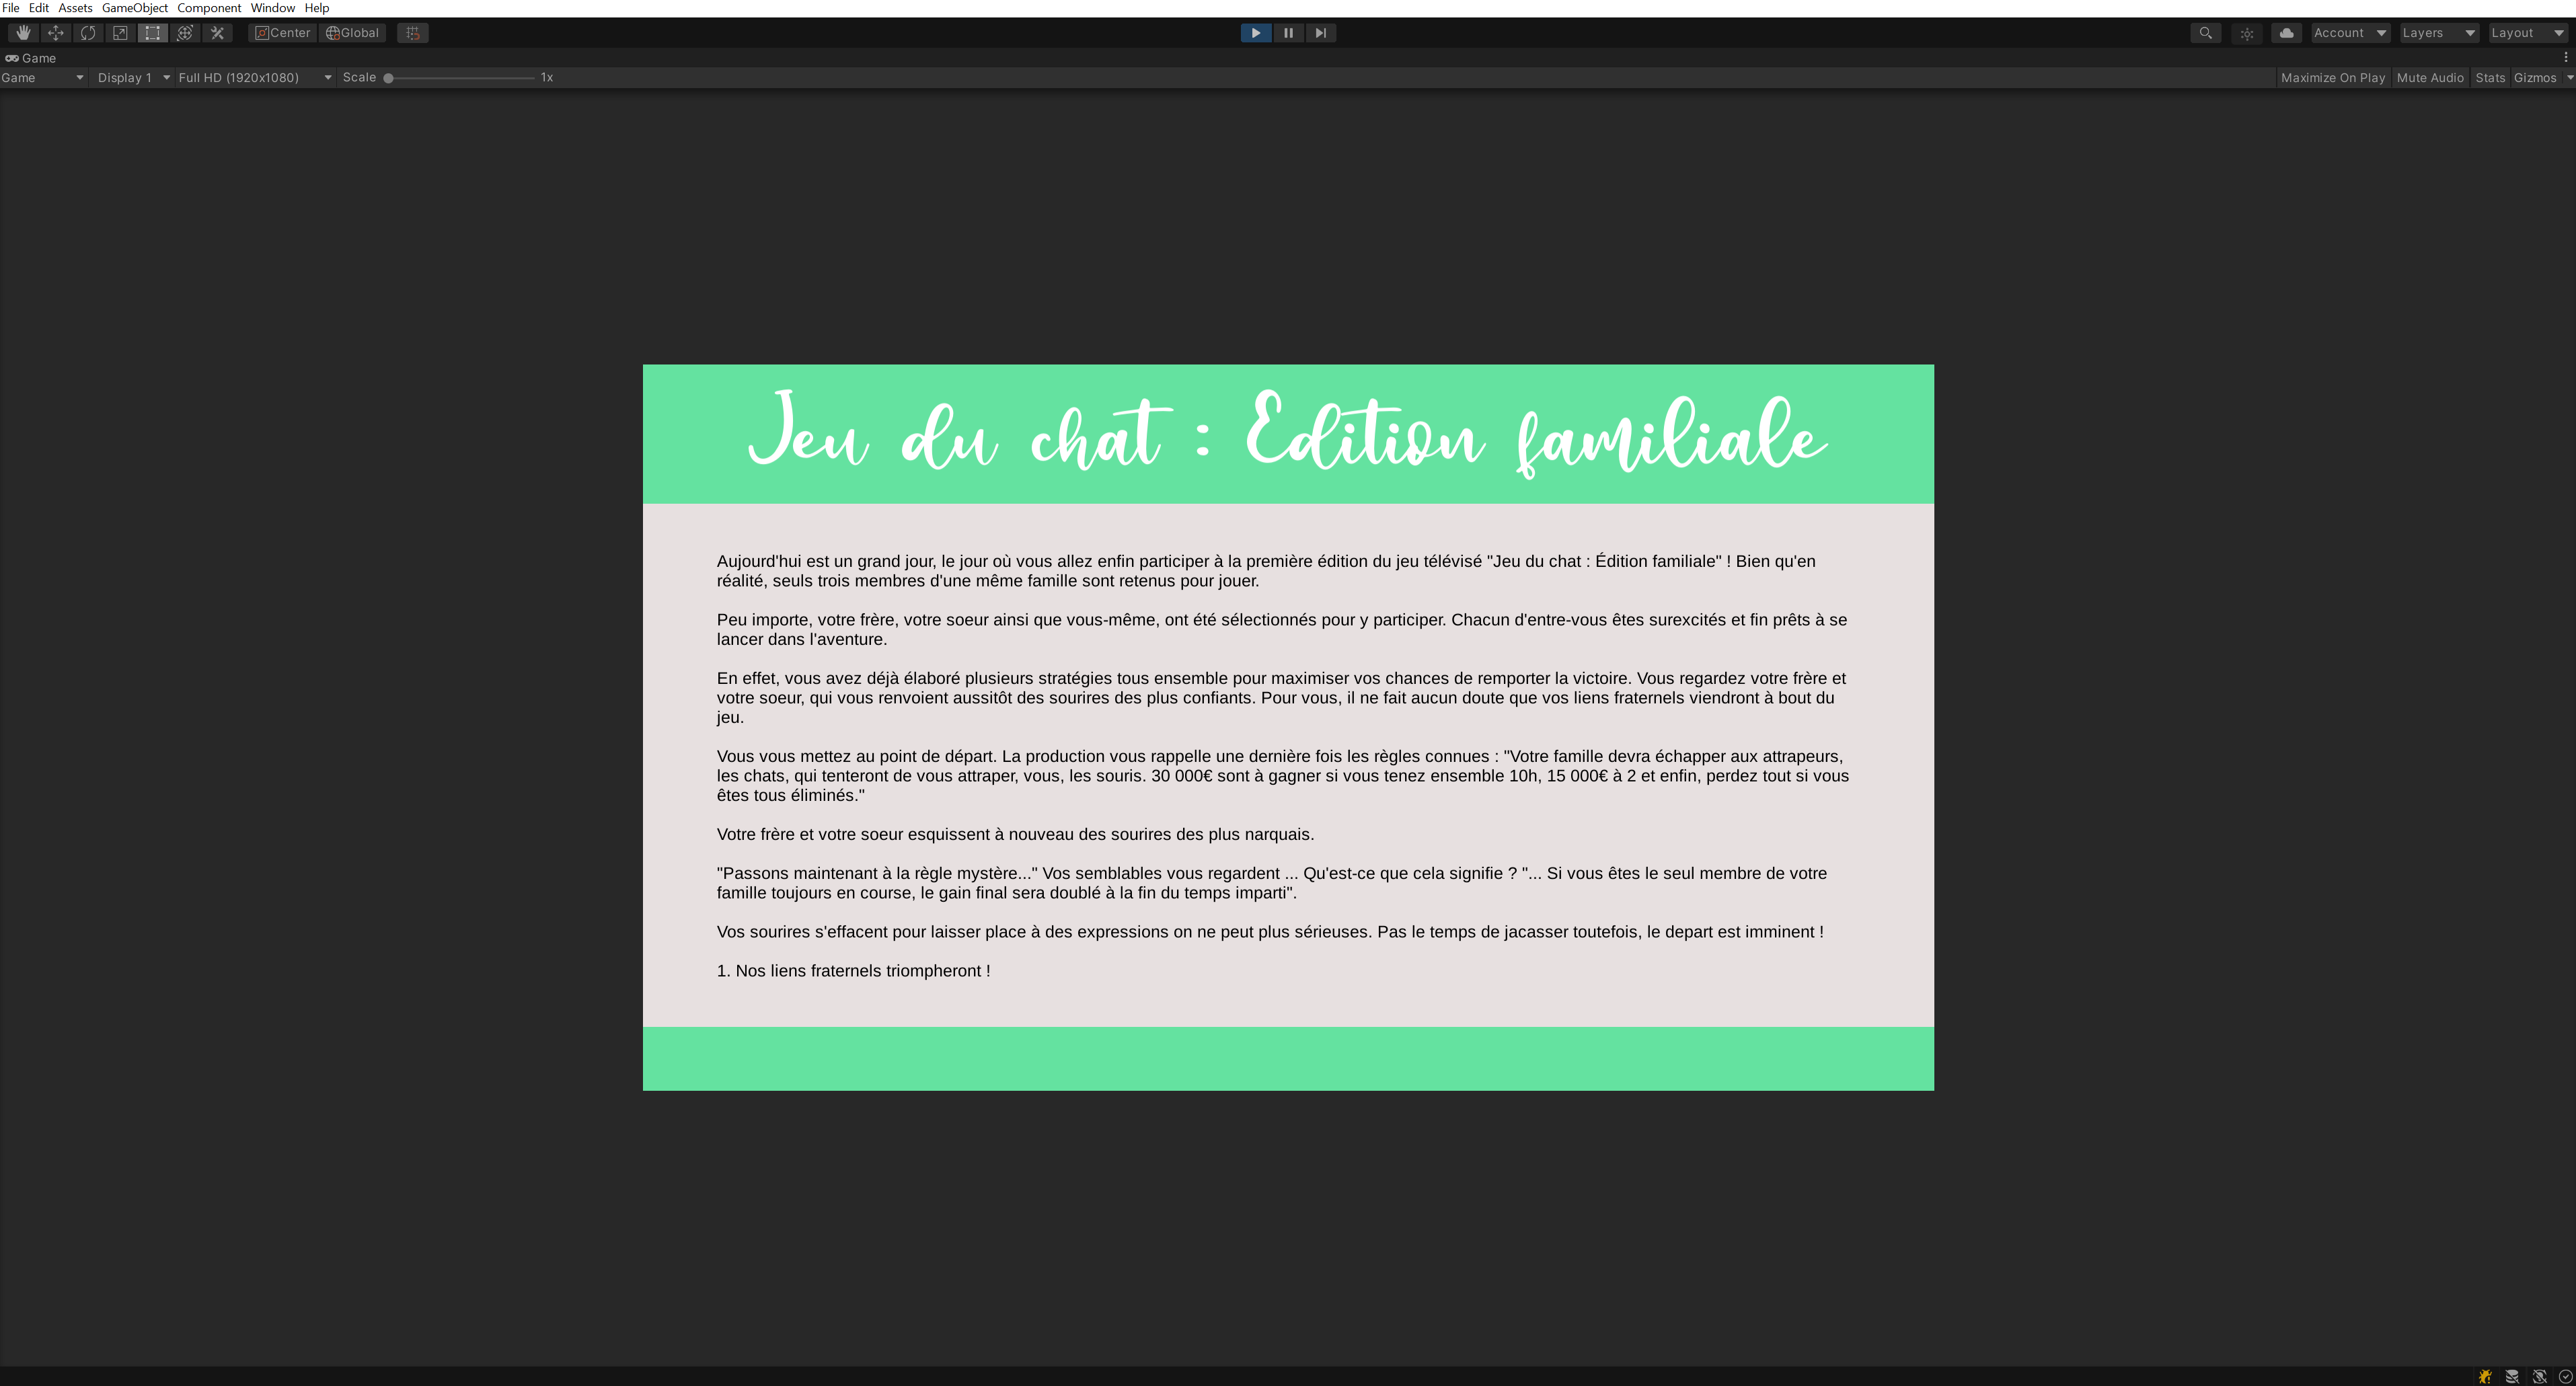 File Edit Assets GameObject Component Window Help
Center Global Account Layers Layout
Game
Game Display 1 Full HD (1920x1080) Scale 1x Maximize On Play Mute Audio Stats Gizmos
Jeu du chat : Edition familiale
Aujourd'hui est un grand jour, le jour où vous allez enfin participer à la première édition du jeu télévisé "Jeu du chat : Édition familiale" ! Bien qu'en
réalité, seuls trois membres d'une même famille sont retenus pour jouer.
Peu importe, votre frère, votre soeur ainsi que vous-même, ont été sélectionnés pour y participer. Chacun d'entre-vous êtes surexcités et fin prêts à se
lancer dans l'aventure.
En effet, vous avez déjà élaboré plusieurs stratégies tous ensemble pour maximiser vos chances de remporter la victoire. Vous regardez votre frère et
votre soeur, qui vous renvoient aussitôt des sourires des plus confiants. Pour vous, il ne fait aucun doute que vos liens fraternels viendront à bout du
jeu.
Vous vous mettez au point de départ. La production vous rappelle une dernière fois les règles connues : "Votre famille devra échapper aux attrapeurs,
les chats, qui tenteront de vous attraper, vous, les souris. 30 000€ sont à gagner si vous tenez ensemble 10h, 15 000€ à 2 et enfin, perdez tout si vous
êtes tous éliminés."
Votre frère et votre soeur esquissent à nouveau des sourires des plus narquais.
"Passons maintenant à la règle mystère..." Vos semblables vous regardent ... Qu'est-ce que cela signifie ? "... Si vous êtes le seul membre de votre
famille toujours en course, le gain final sera doublé à la fin du temps imparti".
Vos sourires s'effacent pour laisser place à des expressions on ne peut plus sérieuses. Pas le temps de jacasser toutefois, le depart est imminent !
1. Nos liens fraternels triompheront !